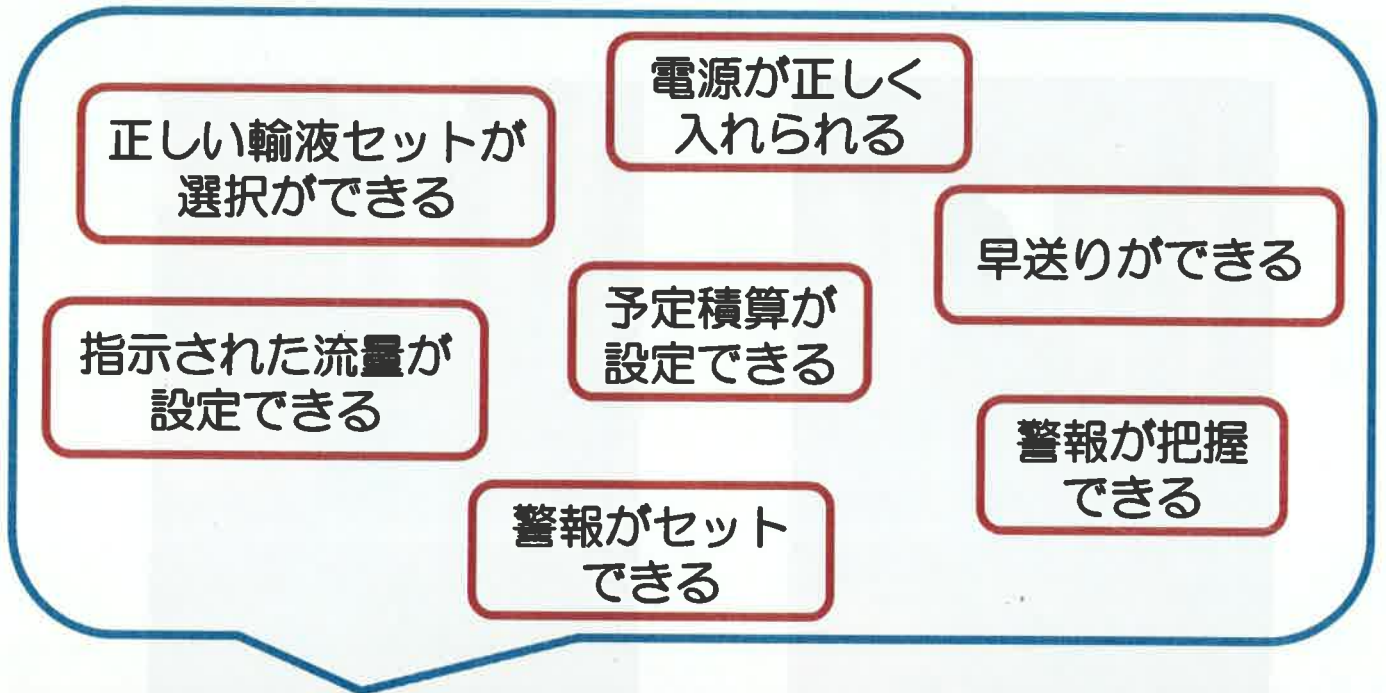 電源が正しく
入れられる
正しい輸液セットが
選択ができる
早送りができる
予定積算が
設定できる
指示された流量が
設定できる
警報が把握
できる
警報がセット
できる